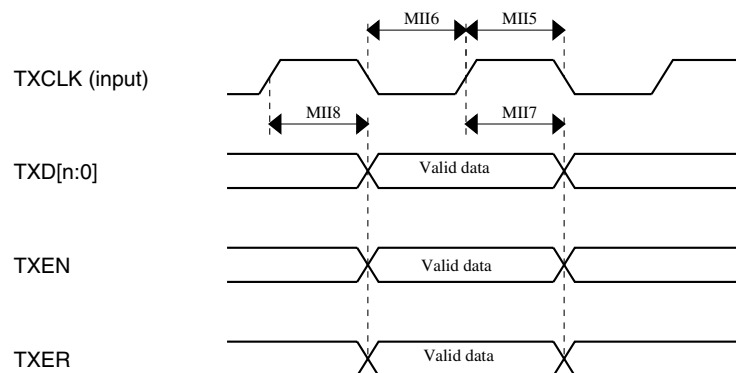 MII6 MII5
TXCLK (input)
MII8 MII7
TXD[n:0] Valid data
TXEN Valid data
TXER Valid data